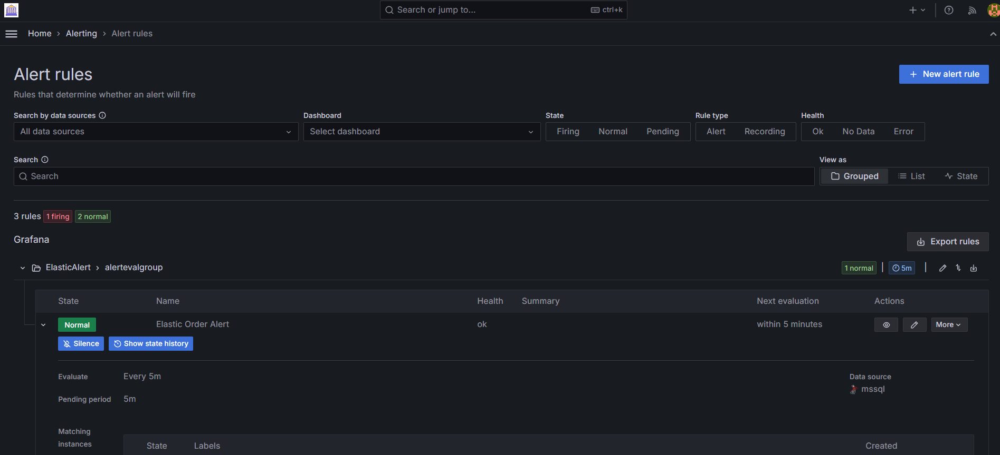 Search or jump to... ctrl+k
Home > Alerting > Alert rules
Alert rules
New alert rule
Rules that determine whether an alert will fire
Search by data sources Dashboard State Rule type Health
All data sources Select dashboard Firing Normal Pending Alert Recording Ok No Data Error
Search View as
Search Grouped List State
3 rules 1 firing 2 normal
Grafana Export rules
ElasticAlert > alertevalgroup 1 normal | 5m |
State Name Health Summary Next evaluation Actions
Normal Elastic Order Alert ok within 5 minutes More
Silence Show state history
Evaluate Every 5m Data source
mssql
Pending period 5m
Matching
instances
State Labels Created